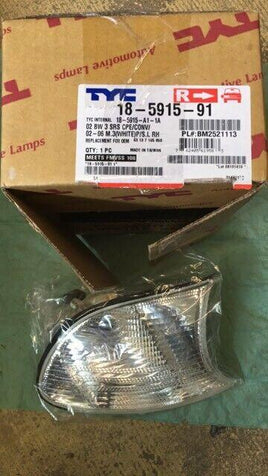 Automotive Lamps
TYC
R
18-5915-91
TYC INTERNAL 18-5915-A1-1A
02 BW 3 SRS CPE/CONV/
02-06 M.3(WHITE)P/S L RH
PL#:BM2521113
REPLACEMENT FOR OEM
QTY: 1 PC
MADE IN TAIWAN
MEETS FMVSS 108
Lamps